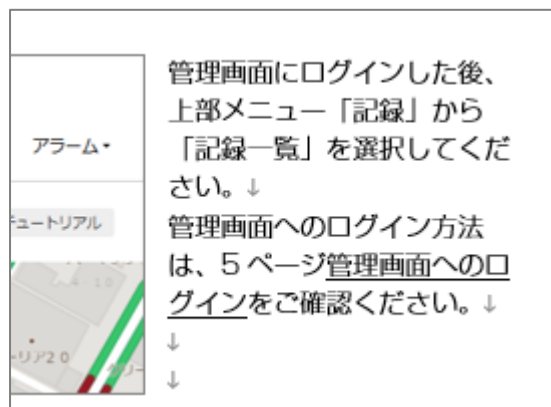 管理画面にログインした後、
上部メニュー「記録」から
「記録一覧」を選択してくだ
さい。↓
管理画面へのログイン方法
は、5 ページ管理画面へのロ
グインをご確認ください。↓
↓
↓
アラーム
チュートリアル